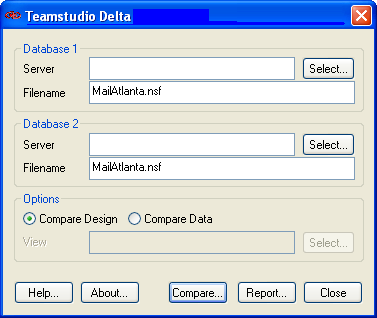 Teamstudio Delta
Database 1
Server
Select...
Filename
MailAtlanta.nsf
Database 2
Server
Select...
Filename
MailAtlanta.nsf
Options
Compare Design
Compare Data
View
Select...
Help...
About...
Compare...
Report...
Close